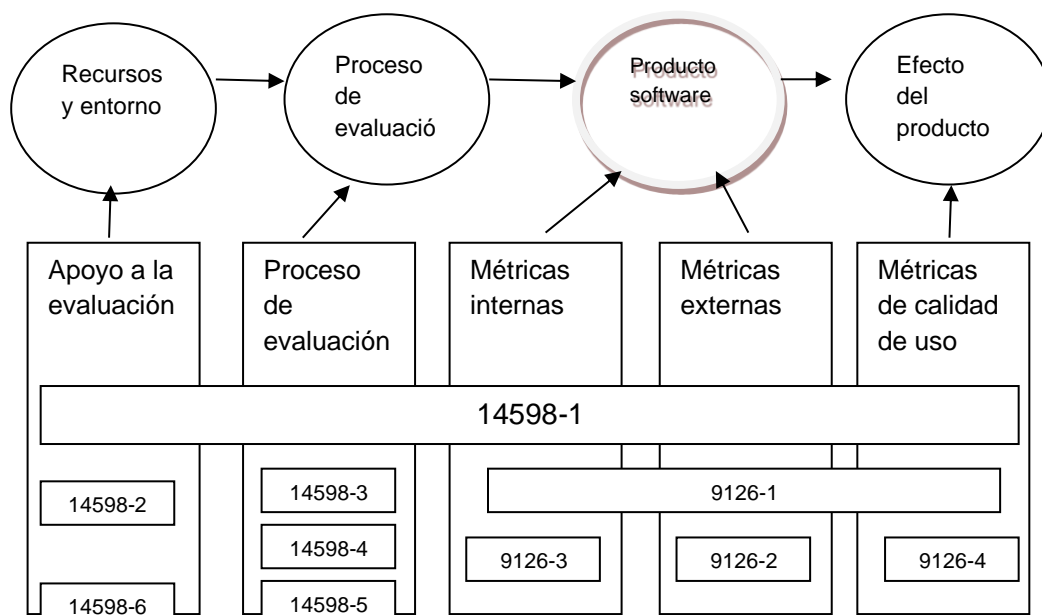 Recursos
y entorno
Proceso
de
evaluació
Producto
software
Efecto
del
producto
Apoyo a la
evaluación
Proceso
de
evaluación
Métricas
internas
Métricas
externas
Métricas
de calidad
de uso
14598-1
14598-2
14598-3
9126-1
14598-4
9126-3
9126-2
9126-4
14598-6
14598-5